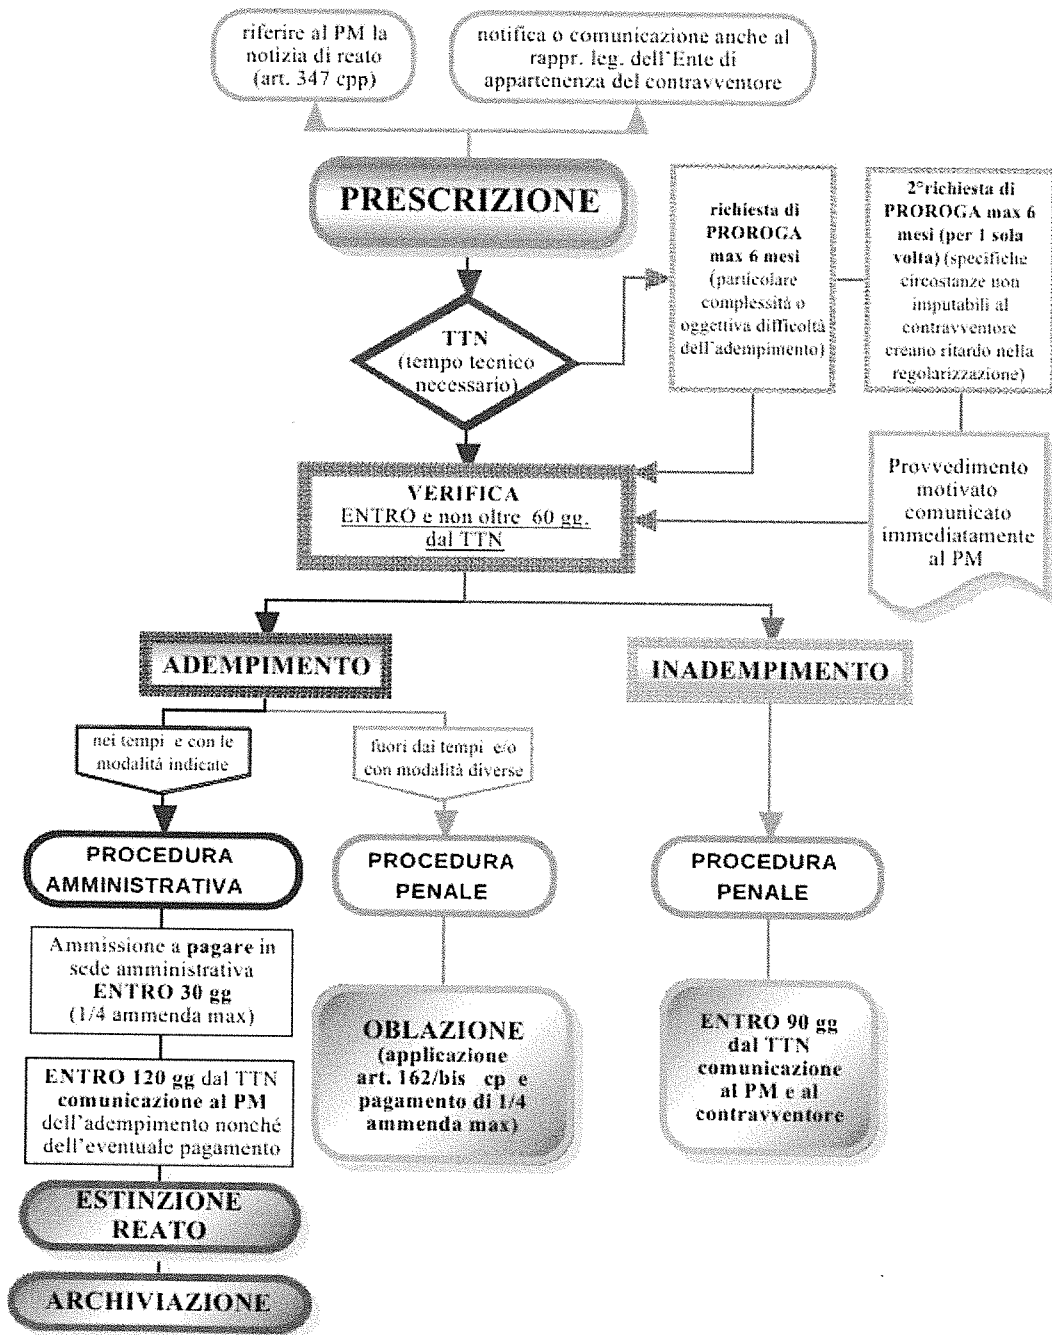 riferire al PM la
notizia di reato
(art. 347 cpp)
notifica o comunicazione anche al
rappr. leg. dell'Ente di
appartenenza del contravventore
PRESCRIZIONE
richiesta di
PROROGA
max 6 mesi
(particolare
complessità o
oggettiva difficoltà
dell'adempimento)
2°richiesta di
PROROGA max 6
mesi (per 1 sola
volta) (specifiche
circostanze non
imputabili al
contravventore
creano ritardo nella
regolarizzazione)
TTN
(tempo tecnico
necessario)
VERIFICA
ENTRO e non oltre 60 gg.
dal TTN
Provvedimento
motivato
comunicato
immediatamente
al PM
ADEMPIMENTO
INADEMPIMENTO
nei tempi e con le
modalità indicate
fuori dai tempi e/o
con modalità diverse
PROCEDURA
AMMINISTRATIVA
PROCEDURA
PENALE
PROCEDURA
PENALE
Ammissione a pagare in
sede amministrativa
ENTRO 30 gg
(1/4 ammenda max)
OBLAZIONE
(applicazione
art. 162/bis cp e
pagamento di 1/4
ammenda max)
ENTRO 90 gg
dal TTN
comunicazione
al PM e al
contravventore
ENTRO 120 gg dal TTN
comunicazione al PM
dell'adempimento nonché
dell'eventuale pagamento
ESTINZIONE
REATO
ARCHIVIAZIONE